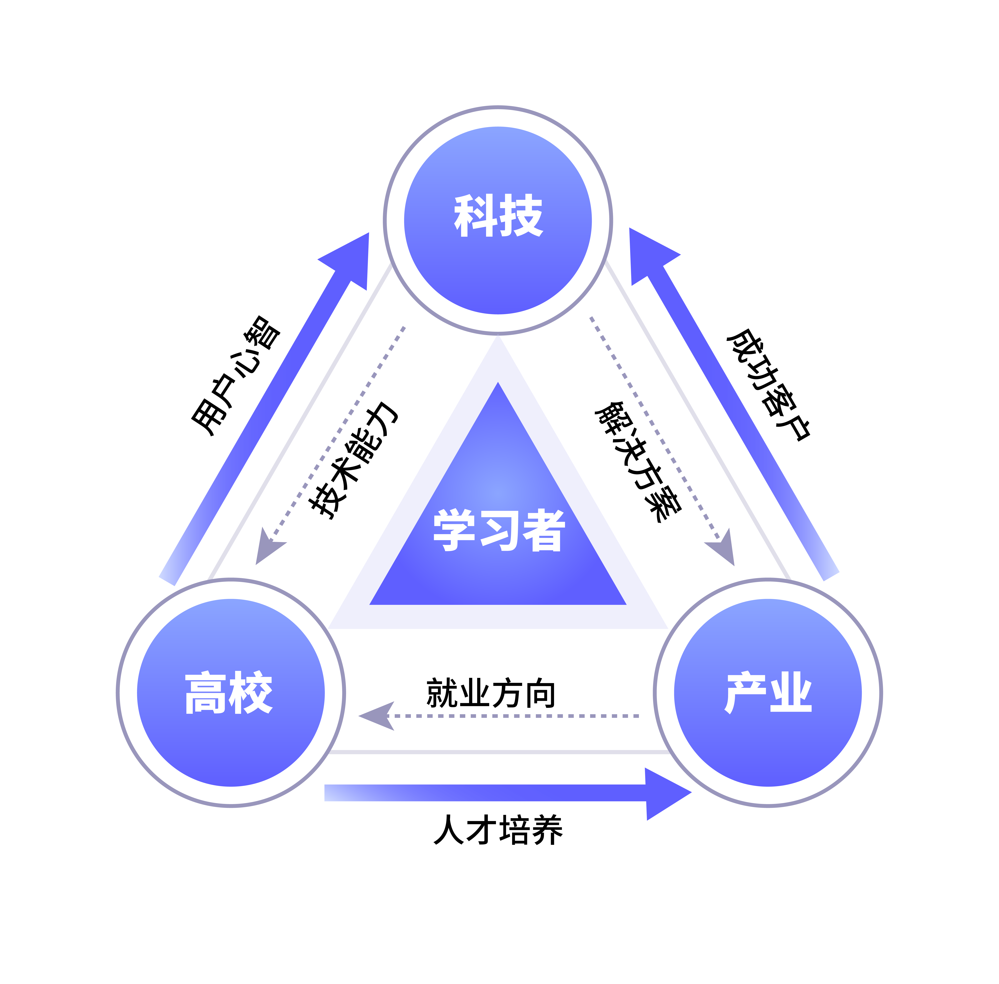 科技
用户心智
成功客户
技术看力
解决方案
学习者
高校
产业
就业方向
人才培养